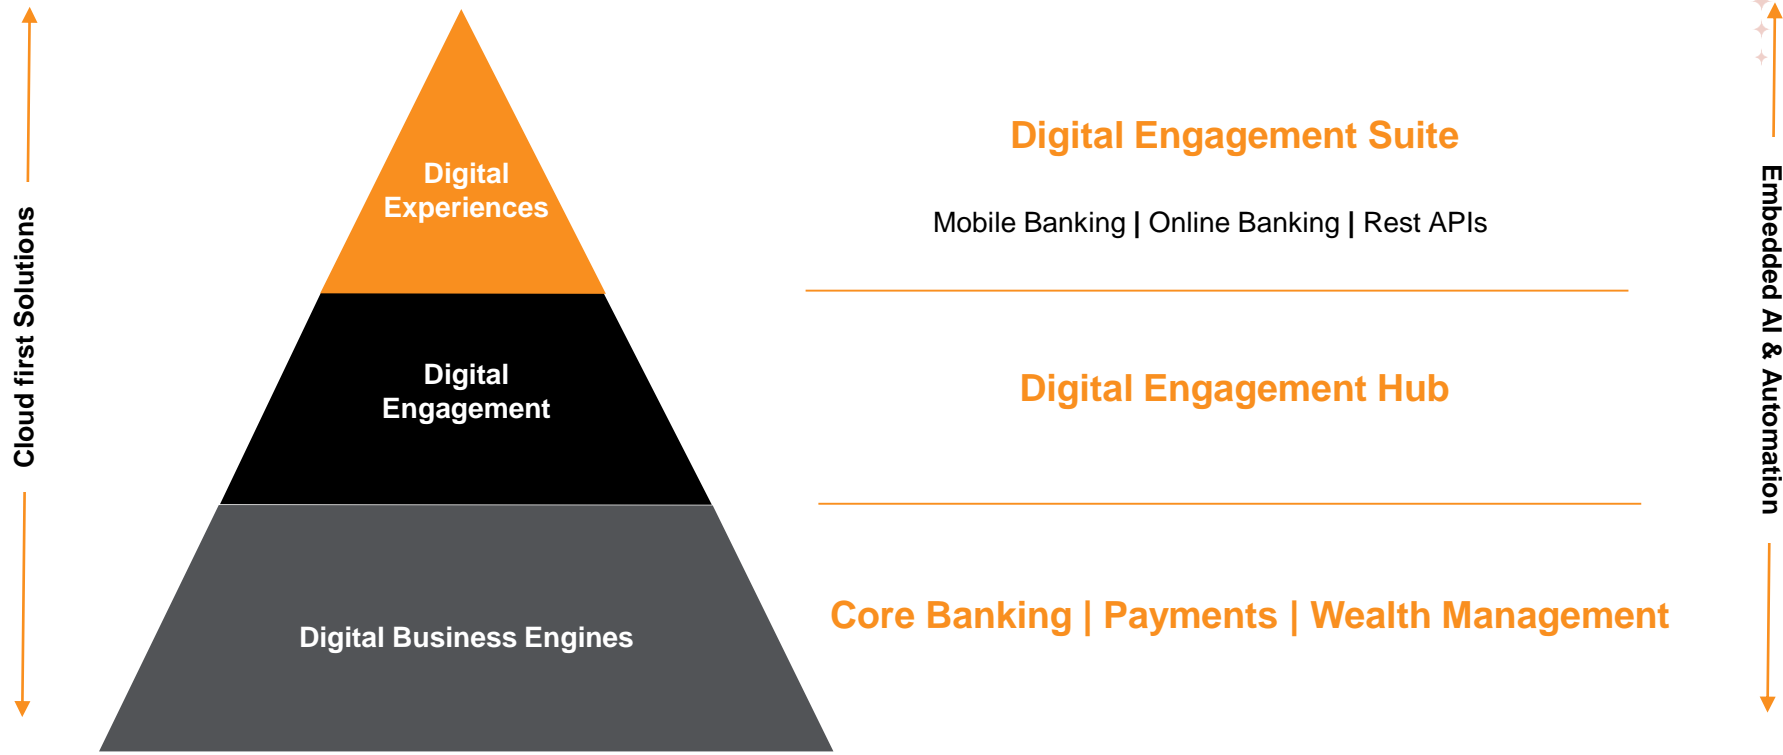 Cloud first Solutions
Digital
Experiences
Digital Engagement Suite
Mobile Banking | Online Banking | Rest APIs
Digital
Engagement
Digital Engagement Hub
Digital Business Engines
Core Banking | Payments | Wealth Management
Embedded AI & Automation